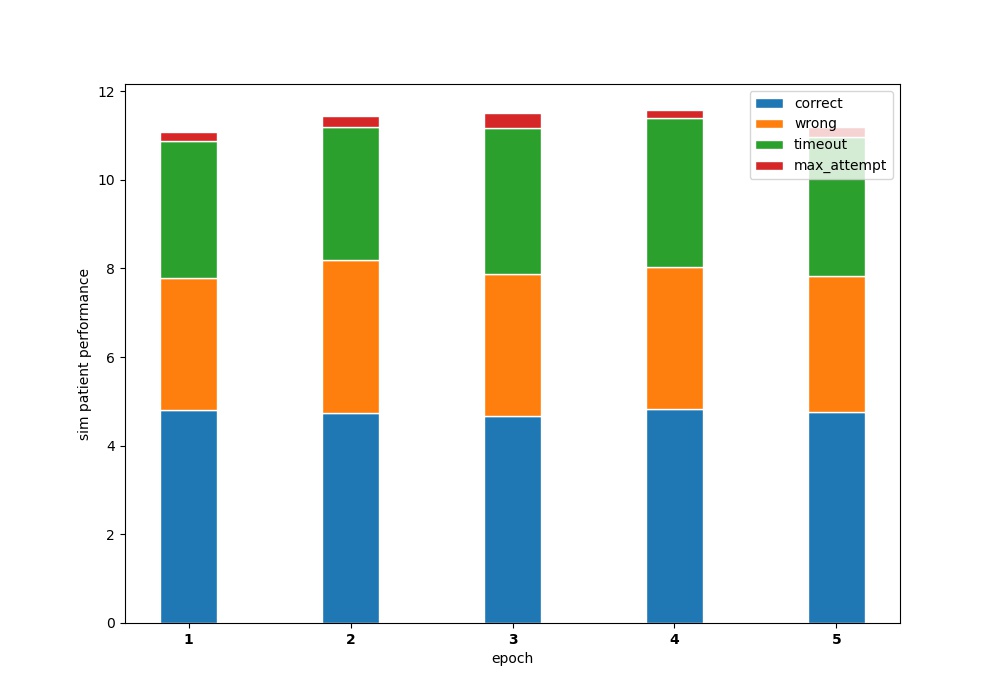 correct
wrong
timeout
max_attempt
12
10
8
6
4
2
0
sim patient performance
1 2 3 4 5
epoch